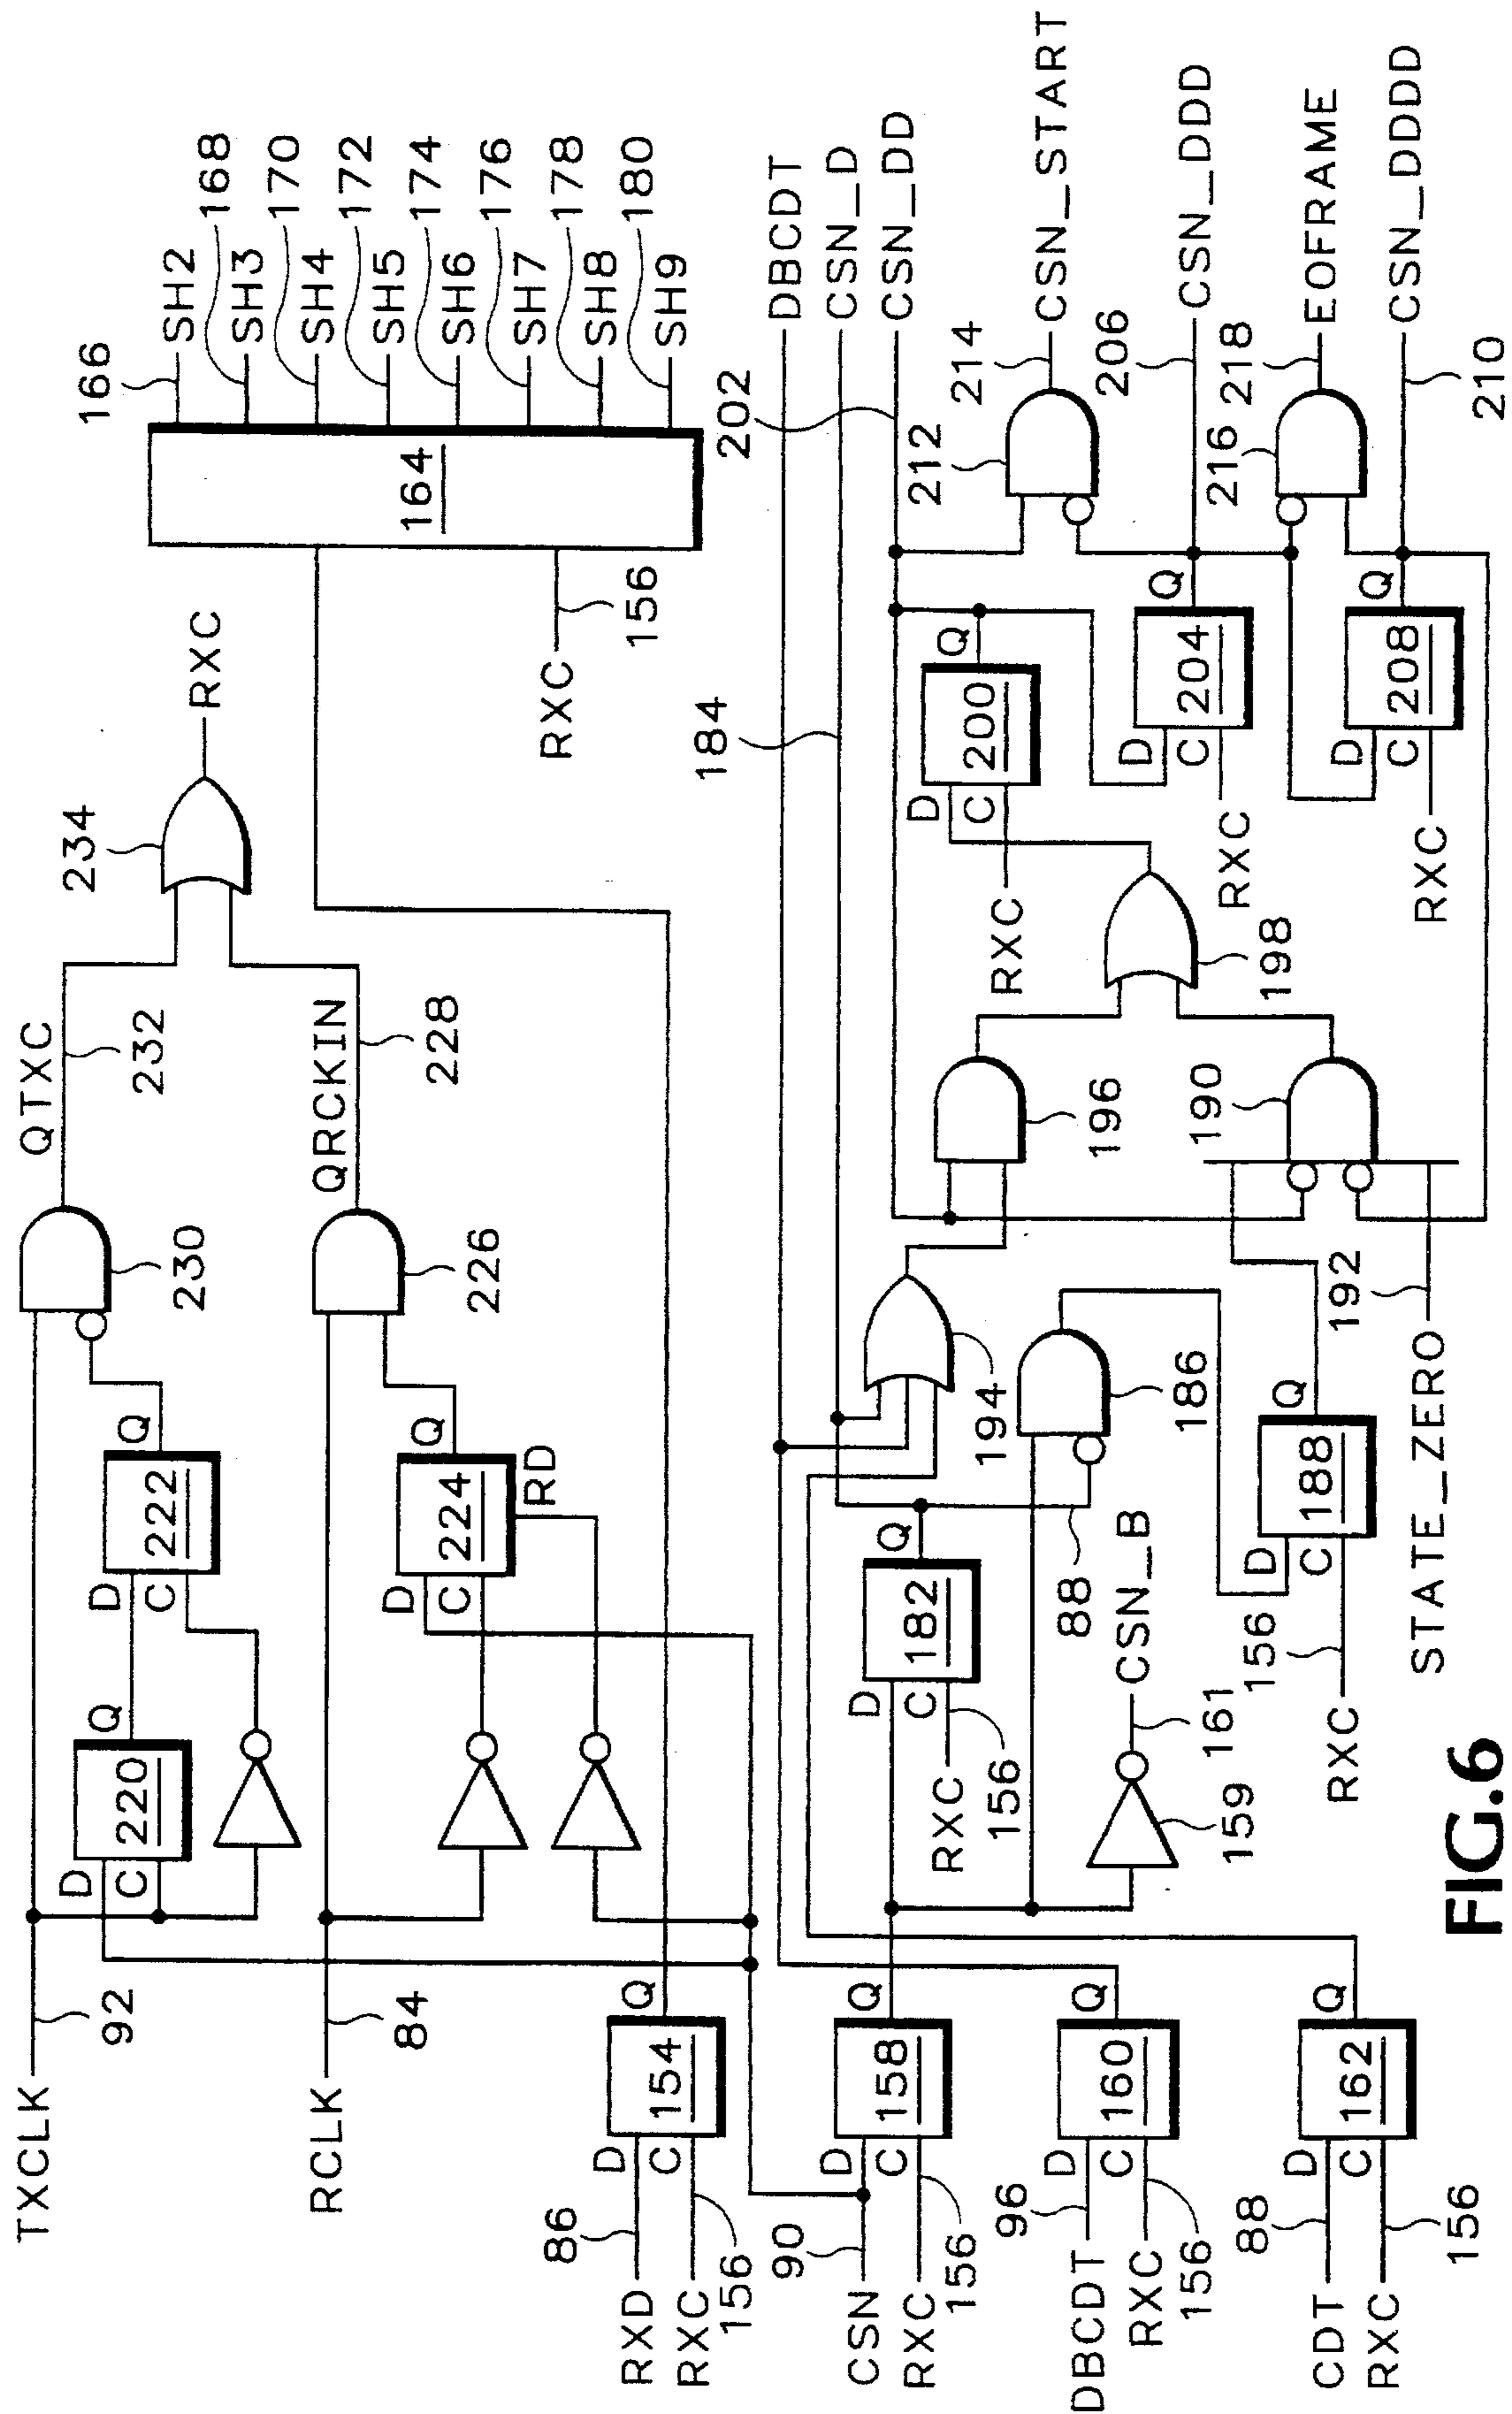 TXCLK
92
D
C
220
Q
D
C
222
Q
230
QTXC
232
234
RXC
RCLK
84
D
C
224
Q
RD
226
QRCKIN
228
RXD
86
RXC
156
D
C
154
Q
RXC
156
164
166
SH2
168
SH3
170
SH4
172
SH5
174
SH6
176
SH7
178
SH8
180
SH9
CSN
90
RXC
156
D
C
158
Q
DBCDT
96
RXC
156
D
C
160
Q
CDT
88
RXC
156
D
C
162
Q
D
C
182
Q
RXC
156
159
161
CSN_B
88
194
186
156
RXC
D
C
188
Q
192
STATE_ZERO
196
190
198
184
D
C
200
Q
RXC
D
C
204
Q
RXC
D
C
208
Q
RXC
202
DBCDT
CSN_D
CSN_DD
212
214
CSN_START
206
CSN_DDD
216
218
EOFRAME
CSN_DDDD
210
FIG.6